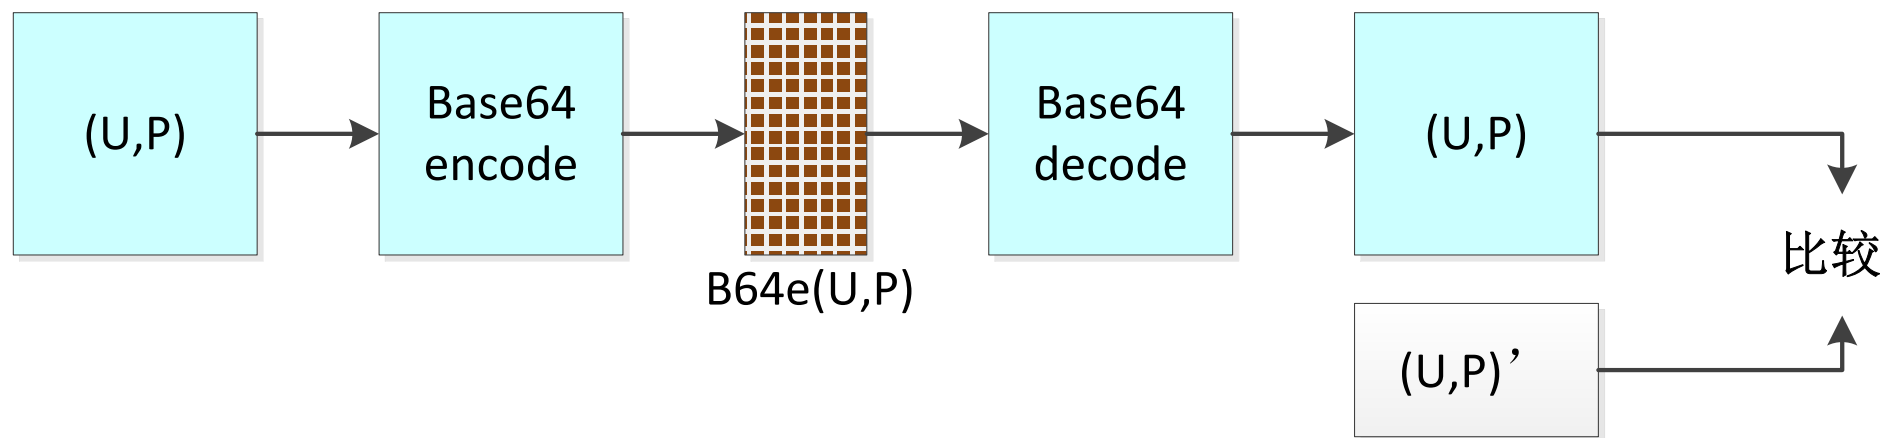 (U,P)
Base64
encode
B64e(U,P)
Base64
decode
(U,P)
比较
(U,P)’